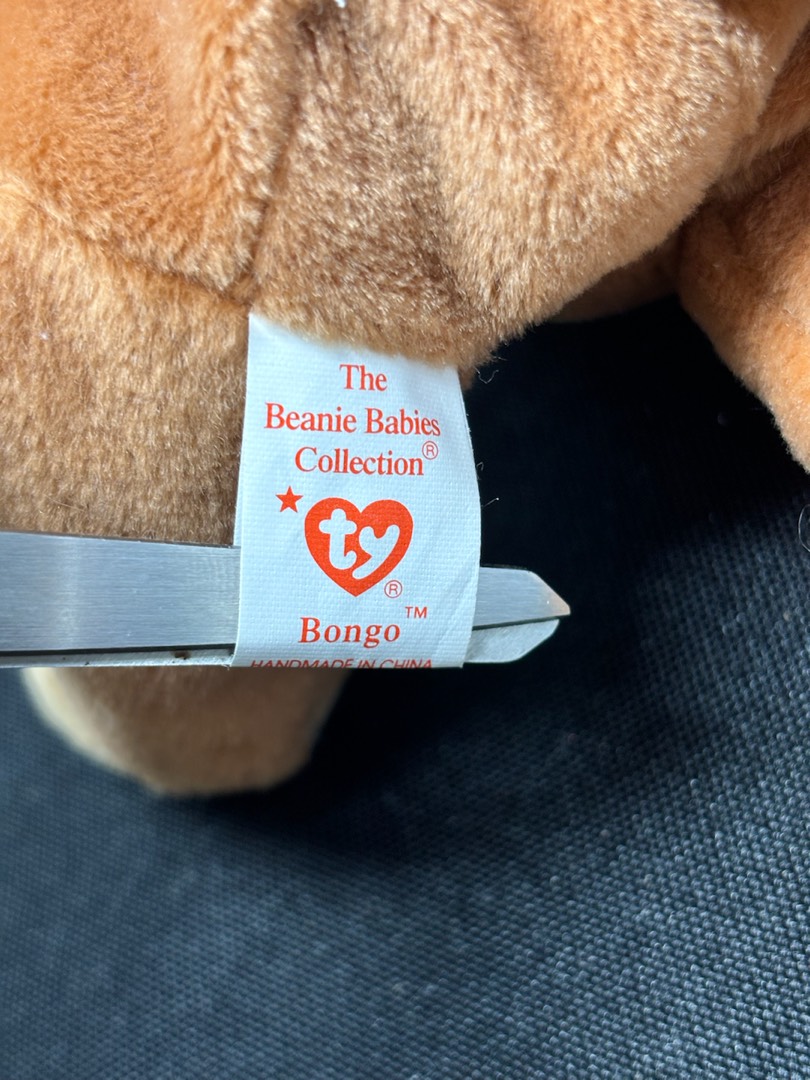 The
Beanie Babies
Collection®
★ ty ®
Bongo™
HANDMADE IN CHINA